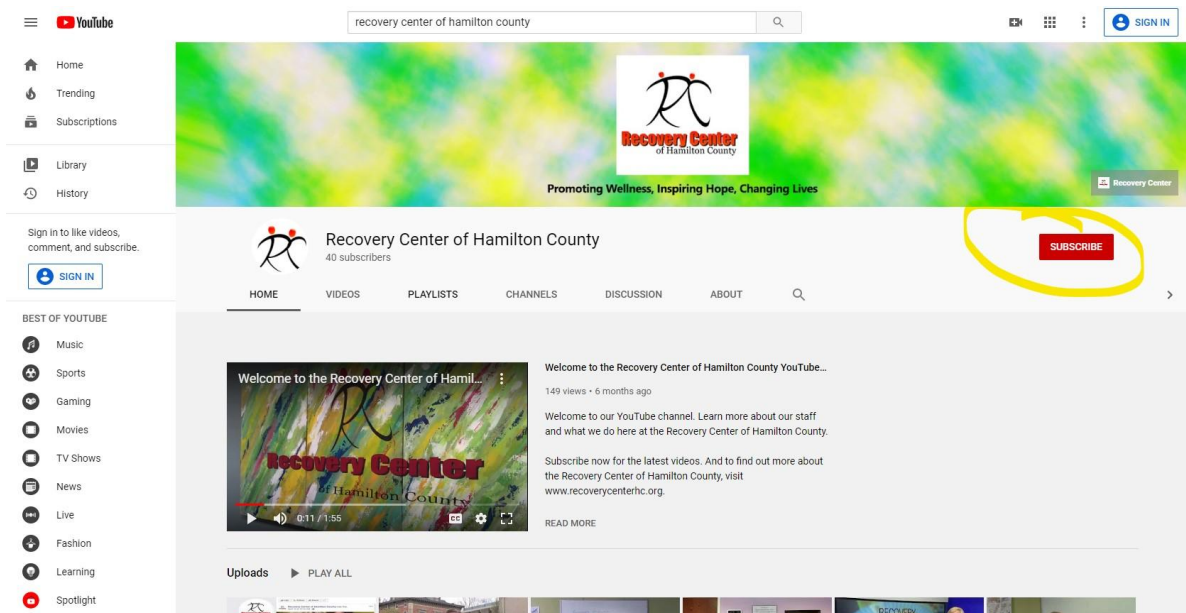 YouTube
recovery center of hamilton county
SIGN IN
Home
Trending
Subscriptions
Library
History
Sign in to like videos,
comment, and subscribe.
SIGN IN
BEST OF YOUTUBE
Music
Sports
Gaming
Movies
TV Shows
News
Live
Fashion
Learning
Spotlight
RC
Recovery Center
of Hamilton County
Promoting Wellness, Inspiring Hope, Changing Lives
Recovery Center
Recovery Center of Hamilton County
40 subscribers
SUBSCRIBE
HOME VIDEOS PLAYLISTS CHANNELS DISCUSSION ABOUT
Welcome to the Recovery Center of Hamil...
Recovery Center
of Hamilton County
0:11 / 1:55
CC
Welcome to the Recovery Center of Hamilton County YouTube...
149 views • 6 months ago
Welcome to our YouTube channel. Learn more about our staff
and what we do here at the Recovery Center of Hamilton County.
Subscribe now for the latest videos. And to find out more about
the Recovery Center of Hamilton County, visit
www.recoverycenterhc.org.
READ MORE
Uploads PLAY ALL
RECOVERY